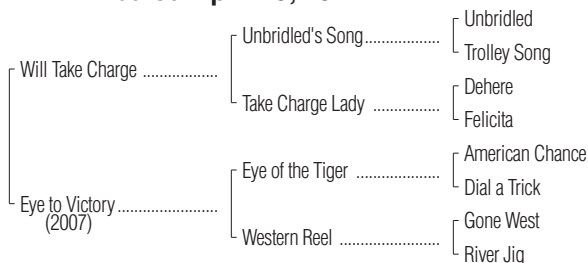 Unbridled
Unbridled's Song
Trolley Song
Will Take Charge
Dehere
Take Charge Lady
Felicita
American Chance
Eye of the Tiger
Dial a Trick
Eye to Victory
(2007)
Gone West
Western Reel
River Jig